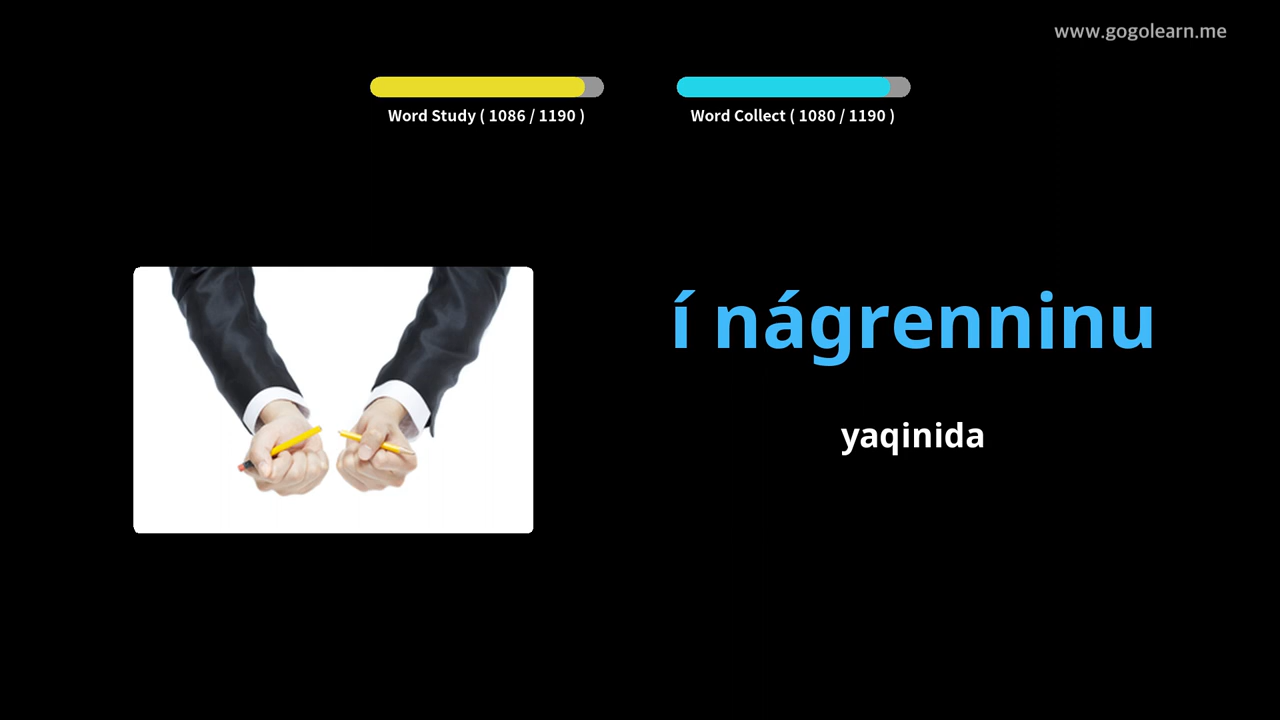 www.gogolearn.me
Word Study ( 1086 / 1190 )
Word Collect ( 1080 / 1190 )
í nágrenninu
yaqinida